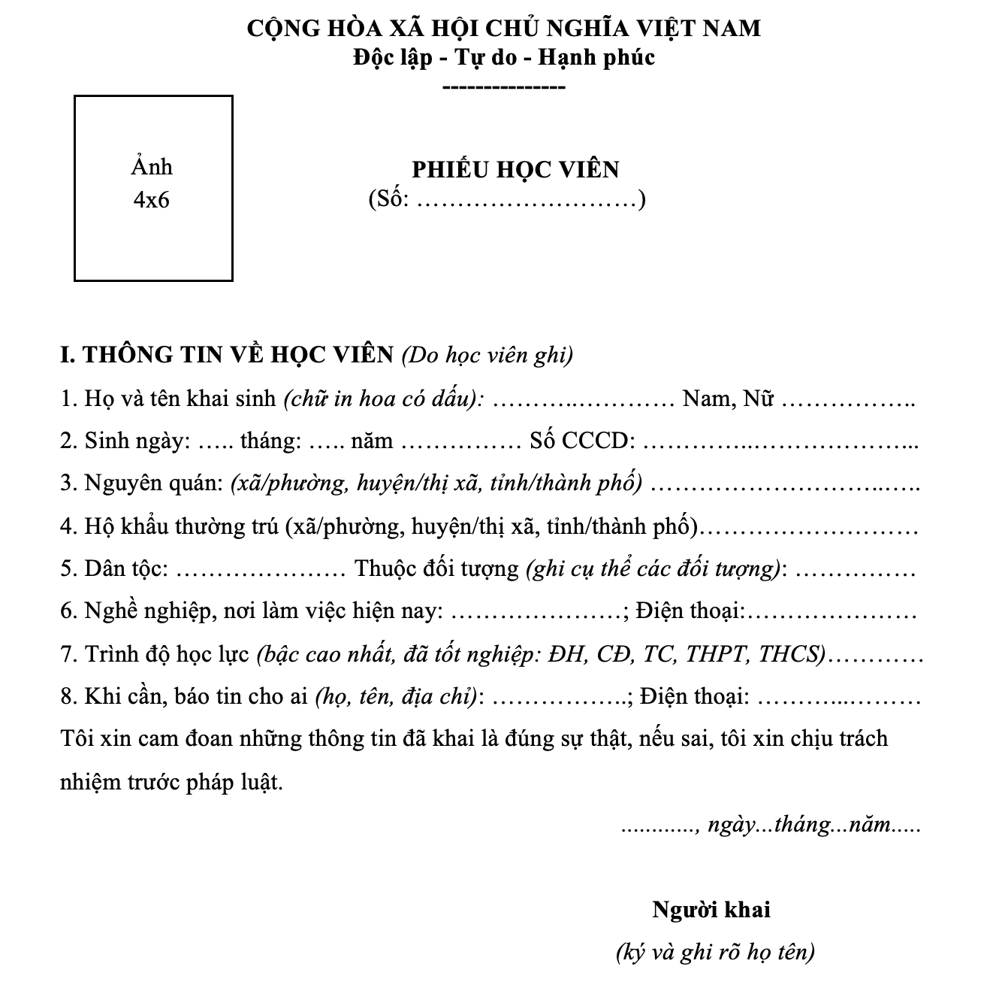 CỘNG HÒA XÃ HỘI CHỦ NGHĨA VIỆT NAM
Độc lập - Tự do - Hạnh phúc
---------------
Ảnh
4x6
PHIẾU HỌC VIÊN
(Số: ………………………)
I. THÔNG TIN VỀ HỌC VIÊN (Do học viên ghi)
1. Họ và tên khai sinh (chữ in hoa có dấu): ………..………… Nam, Nữ ……………..
2. Sinh ngày: ….. tháng: ….. năm …………… Số CCCD: …………..………………...
3. Nguyên quán: (xã/phường, huyện/thị xã, tỉnh/thành phố) ………………………..…..
4. Hộ khẩu thường trú (xã/phường, huyện/thị xã, tỉnh/thành phố)………………………
5. Dân tộc: ………………… Thuộc đối tượng (ghi cụ thể các đối tượng): ……………
6. Nghề nghiệp, nơi làm việc hiện nay: …………………; Điện thoại:…………………
7. Trình độ học lực (bậc cao nhất, đã tốt nghiệp: ĐH, CĐ, TC, THPT, THCS)…………
8. Khi cần, báo tin cho ai (họ, tên, địa chỉ): …………….; Điện thoại: ………...………
Tôi xin cam đoan những thông tin đã khai là đúng sự thật, nếu sai, tôi xin chịu trách
nhiệm trước pháp luật.
............, ngày...tháng...năm.....
Người khai
(ký và ghi rõ họ tên)